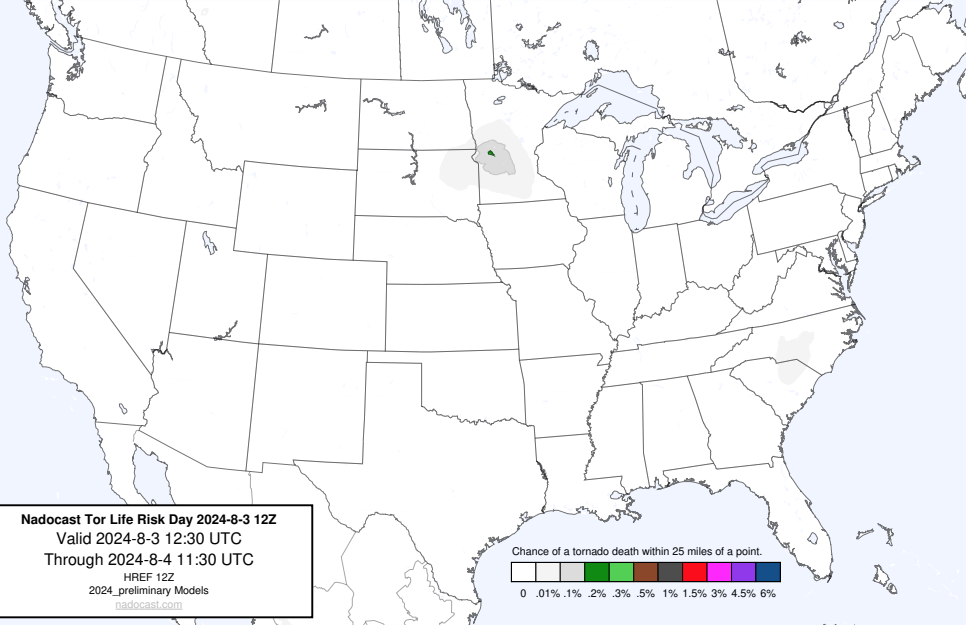 Nadocast Tor Life Risk Day 2024-8-3 12Z
Valid 2024-8-3 12:30 UTC
Through 2024-8-4 11:30 UTC
HREF 12Z
2024_preliminary Models
nadocast.com
Chance of a tornado death within 25 miles of a point.
0 .01% .1% .2% .3% .5% 1% 1.5% 3% 4.5% 6%